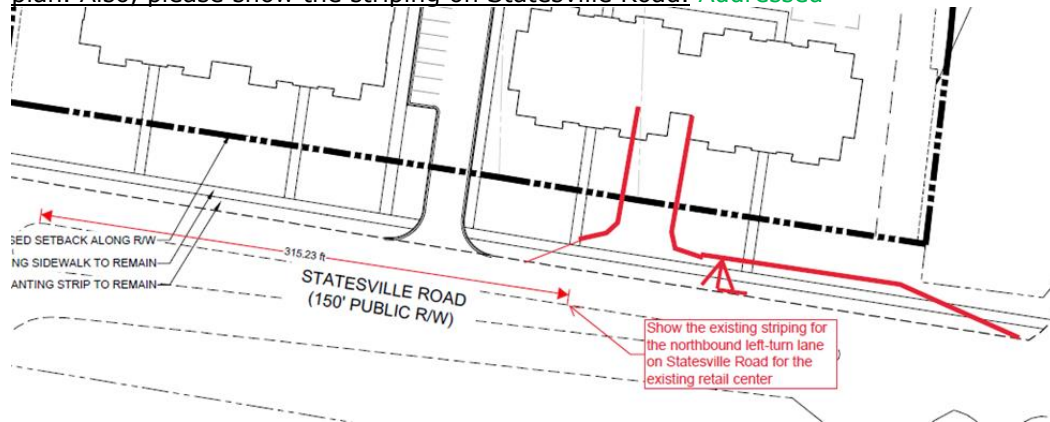 plan. Also, please show the striping on Statesville Road. Addressed
SED SETBACK ALONG R/W
NG SIDEWALK TO REMAIN
ANTING STRIP TO REMAIN
315.23 ft
STATESVILLE ROAD
(150' PUBLIC R/W)
Show the existing striping for
the northbound left-turn lane
on Statesville Road for the
existing retail center